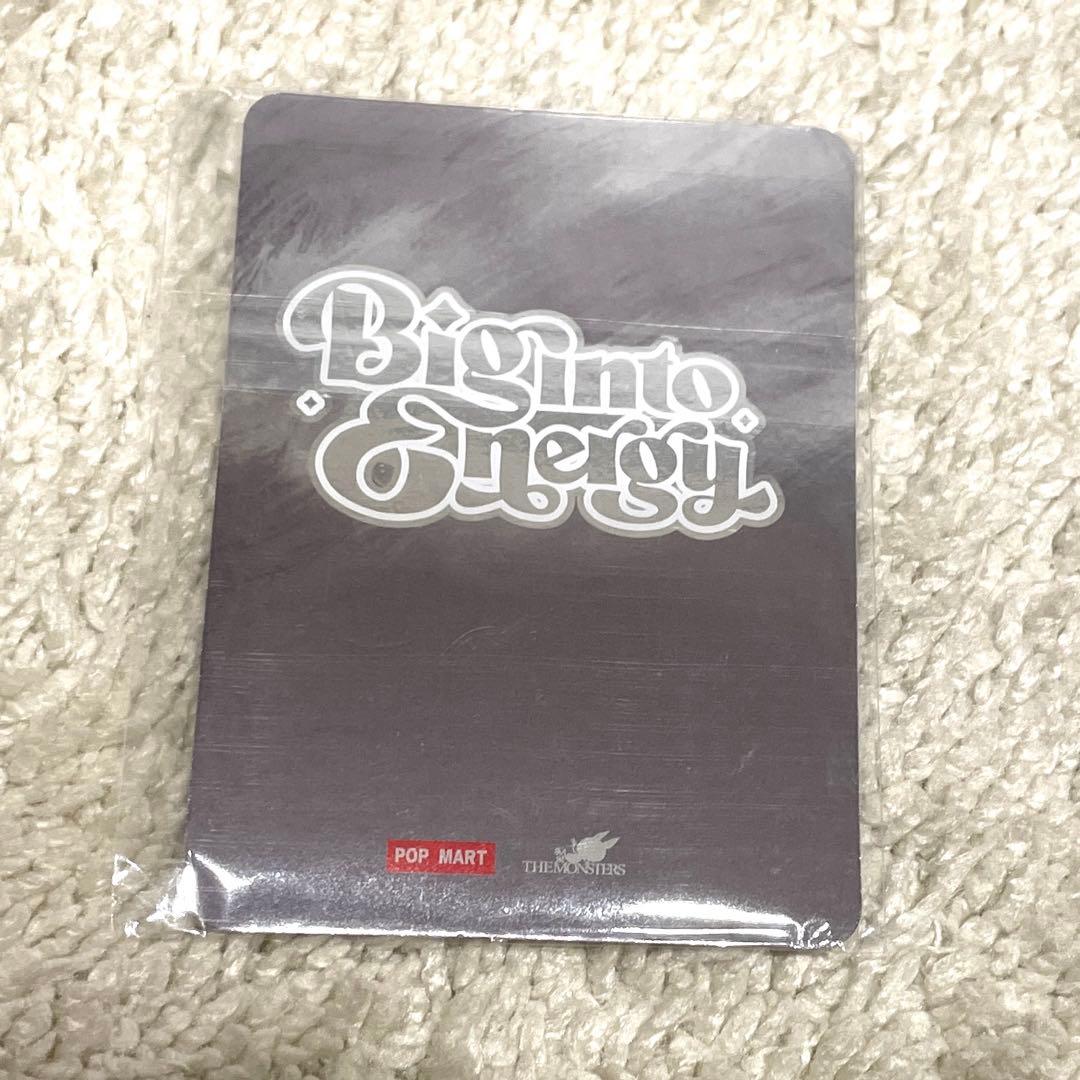 Big into
Energy
POP MART
THE MONSTERS